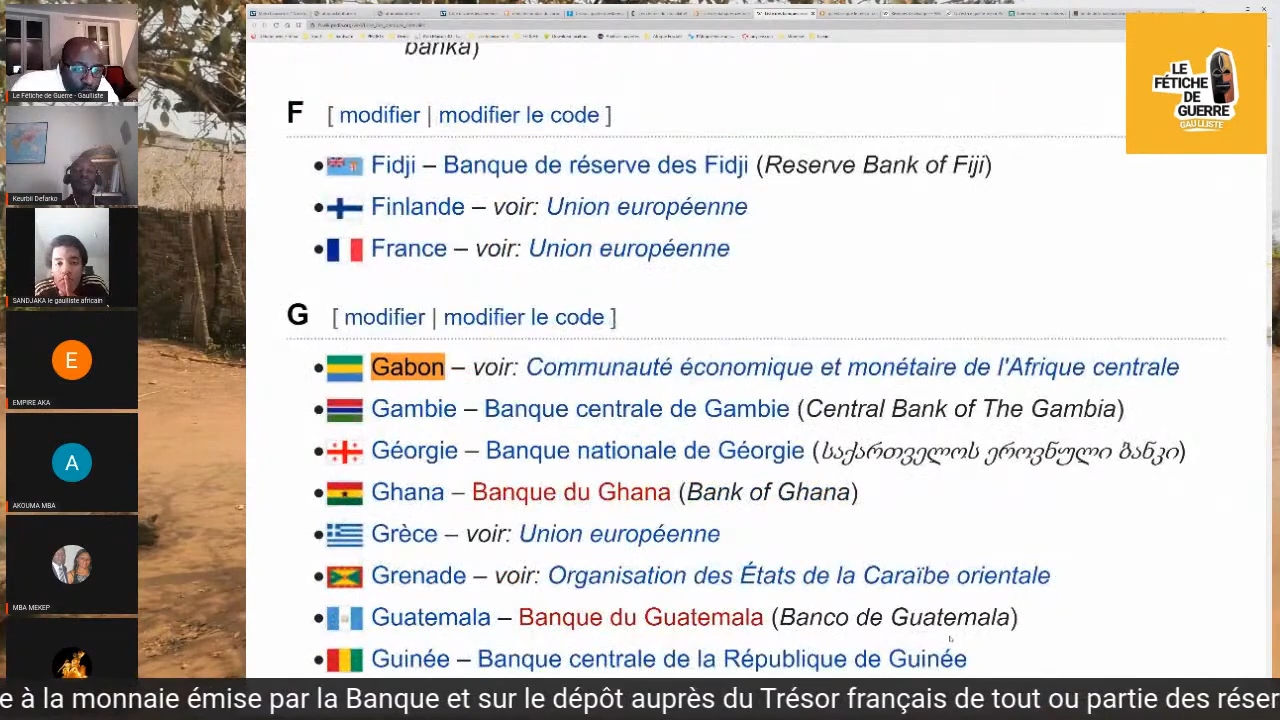 banka)
F [ modifier | modifier le code ]
Fidji – Banque de réserve des Fidji (Reserve Bank of Fiji)
Finlande – voir: Union européenne
France – voir: Union européenne
G [ modifier | modifier le code ]
Gabon – voir: Communauté économique et monétaire de l'Afrique centrale
Gambie – Banque centrale de Gambie (Central Bank of The Gambia)
Géorgie – Banque nationale de Géorgie (საქართველოს ეროვნული ბანკი)
Ghana – Banque du Ghana (Bank of Ghana)
Grèce – voir: Union européenne
Grenade – voir: Organisation des États de la Caraïbe orientale
Guatemala – Banque du Guatemala (Banco de Guatemala)
Guinée – Banque centrale de la République de Guinée
LE
FÉTICHE
DE
GUERRE
GAULLISTE
Le Fétiche de Guerre - Gaulliste
Keurbii Defarko
SANDJAKA le gaulliste africain
E
EMPIRE AKA
A
AKOUMA MBA
MBA MEKEP
e à la monnaie émise par la Banque et sur le dépôt auprès du Trésor français de tout ou partie des réser